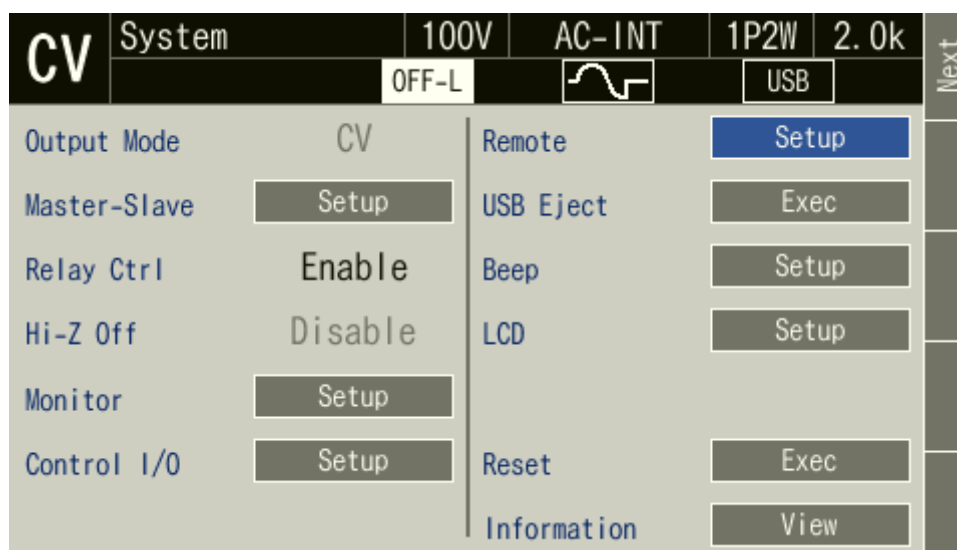 CV System 100V AC-INT 1P2W 2.0k Next
OFF-L USB
Output Mode CV
Master-Slave Setup
Relay Ctrl Enable
Hi-Z Off Disable
Monitor Setup
Control I/O Setup
Remote Setup
USB Eject Exec
Beep Setup
LCD Setup
Reset Exec
Information View